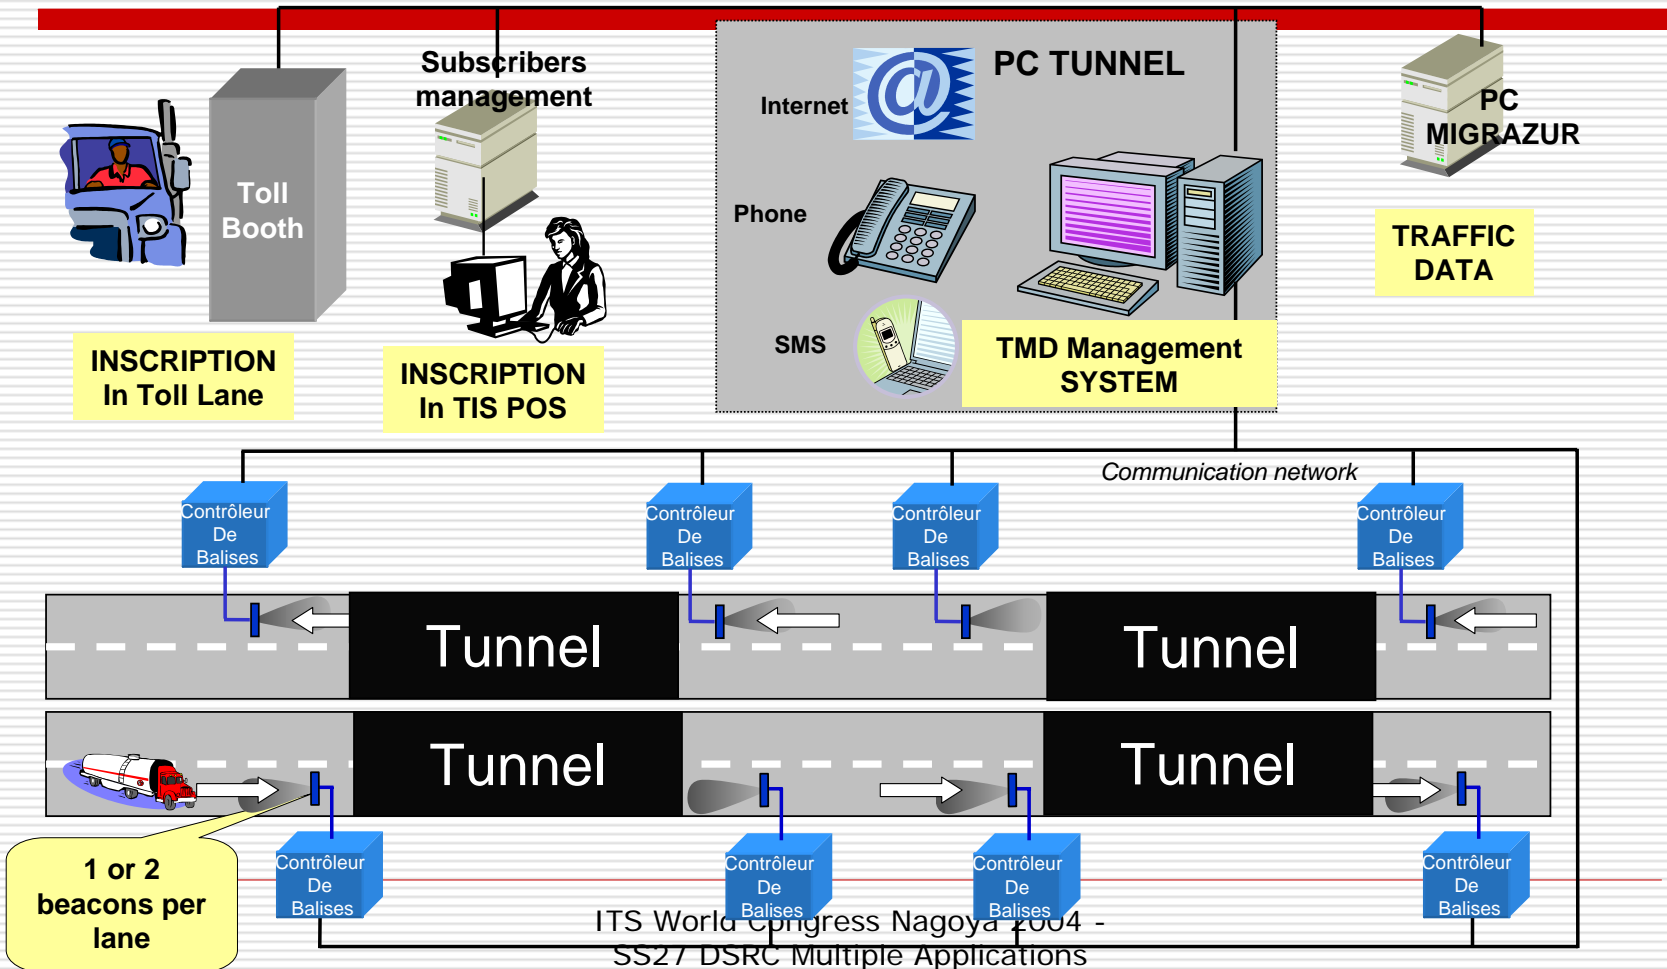 Subscribers
management
PC TUNNEL
Internet
Phone
SMS
TMD Management
SYSTEM
PC
MIGRAZUR
TRAFFIC
DATA
Toll
Booth
INSCRIPTION
In Toll Lane
INSCRIPTION
In TIS POS
Communication network
Contrôleur
De
Balises
Contrôleur
De
Balises
Contrôleur
De
Balises
Contrôleur
De
Balises
Tunnel
Tunnel
Tunnel
Tunnel
1 or 2
beacons per
lane
Contrôleur
De
Balises
Contrôleur
De
Balises
Contrôleur
De
Balises
Contrôleur
De
Balises
ITS World Congress Nagoya 2004 -
SS27 DSRC Multiple Applications